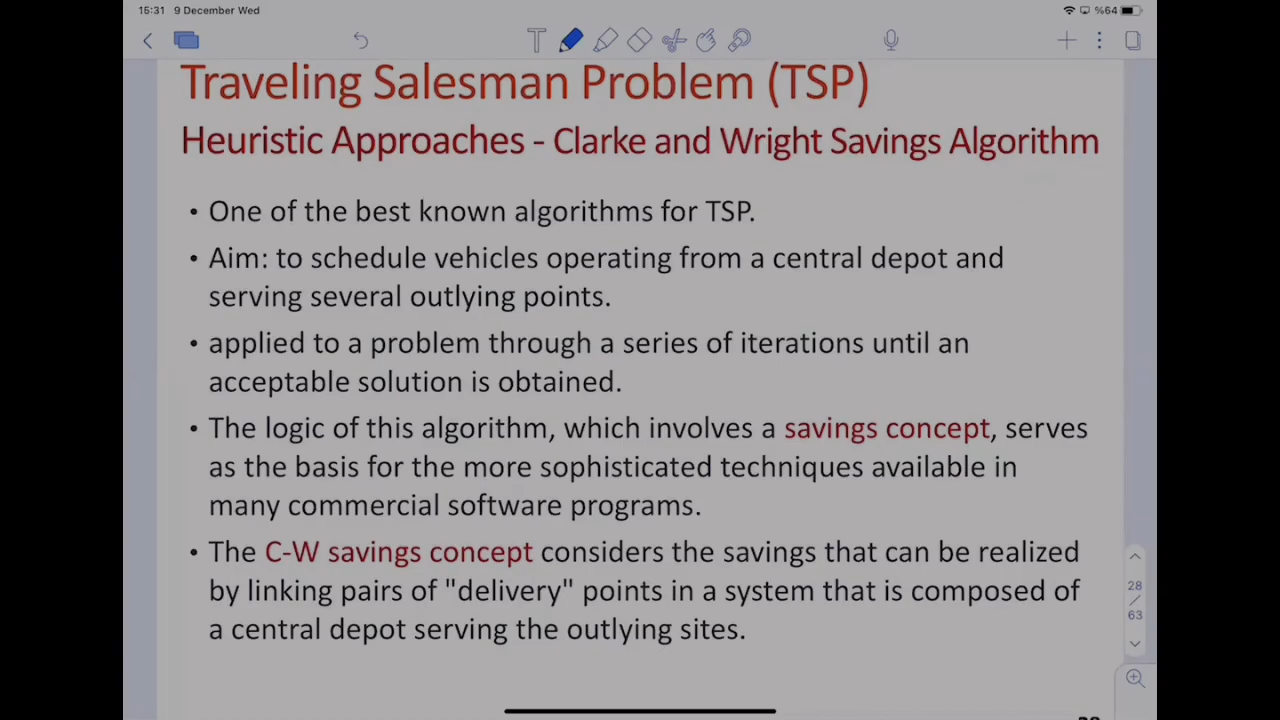 15:31 9 December Wed
%64
Traveling Salesman Problem (TSP)
Heuristic Approaches - Clarke and Wright Savings Algorithm
• One of the best known algorithms for TSP.
• Aim: to schedule vehicles operating from a central depot and
serving several outlying points.
• applied to a problem through a series of iterations until an
acceptable solution is obtained.
• The logic of this algorithm, which involves a savings concept, serves
as the basis for the more sophisticated techniques available in
many commercial software programs.
• The C-W savings concept considers the savings that can be realized
by linking pairs of "delivery" points in a system that is composed of
a central depot serving the outlying sites.
28
/
63